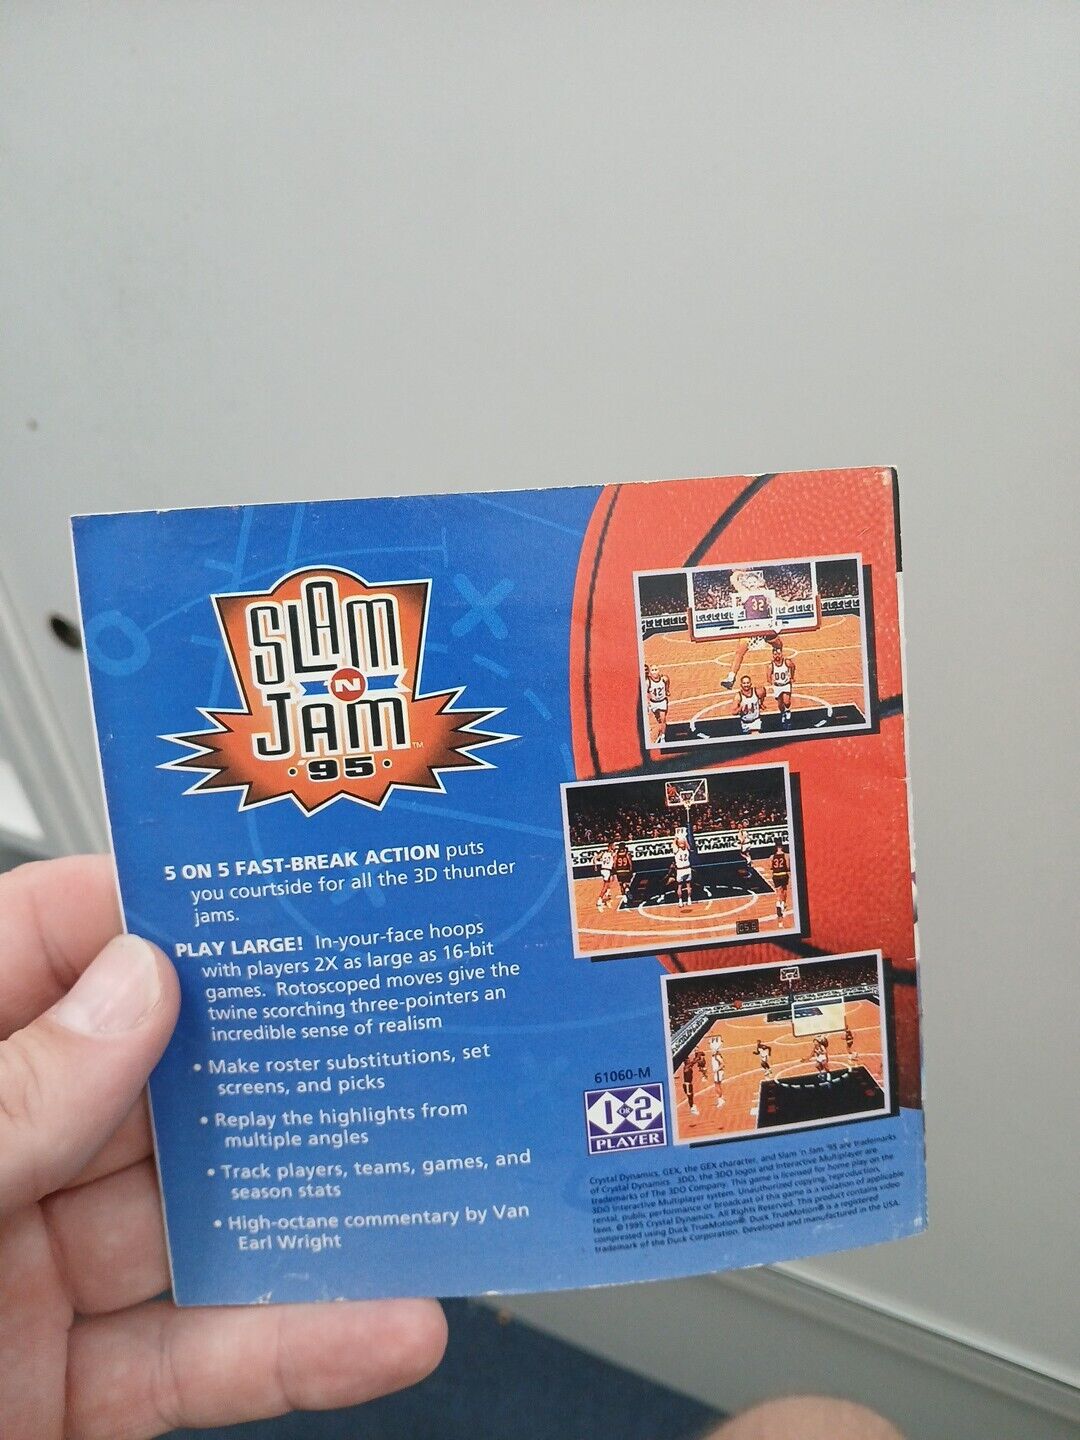 SLAM
'N
JAM™
·95·
5 ON 5 FAST-BREAK ACTION puts
you courtside for all the 3D thunder
jams.
PLAY LARGE! In-your-face hoops
with players 2X as large as 16-bit
games. Rotoscoped moves give the
twine scorching three-pointers an
incredible sense of realism
• Make roster substitutions, set
screens, and picks
• Replay the highlights from
multiple angles
• Track players, teams, games, and
season stats
• High-octane commentary by Van
Earl Wright
32
42
44
00
99
32
61060-M
1 OR 2
PLAYER
Crystal Dynamics, GEX, the GEX character, and Slam 'n Jam '95 are trademarks
of Crystal Dynamics. 3DO, the 3DO logos and Interactive Multiplayer are
trademarks of The 3DO Company. This game is licensed for home play on the
3DO Interactive Multiplayer system. Unauthorized copying, reproduction,
rental, public performance or broadcast of this game is a violation of applicable
laws. ©1995 Crystal Dynamics. All Rights Reserved. This product contains video
compressed using Duck TrueMotion®. Duck TrueMotion® is a registered
trademark of the Duck Corporation. Developed and manufactured in the USA.